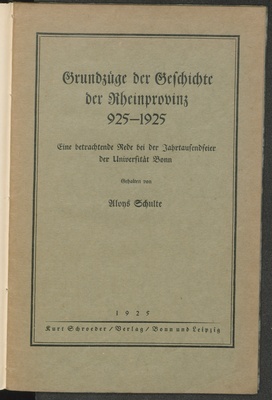 Grundzüge der Geschichte
der Rheinprovinz
925—1925
Eine betrachtende Rede bei der Jahrtausendfeier
der Universität Bonn
Gehalten von
Aloys Schulte
1925
Kurt Schroeder / Verlag / Bonn und Leipzig